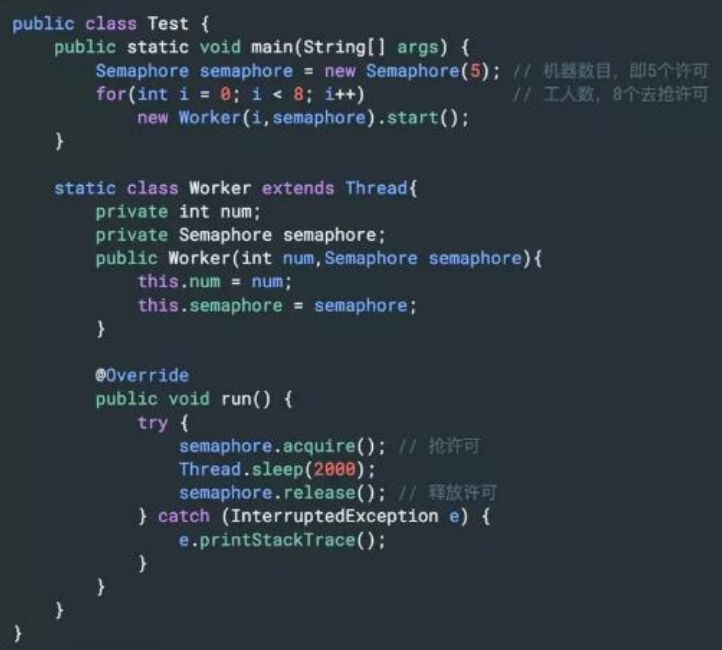 public class Test {
    public static void main(String[] args) {
        Semaphore semaphore = new Semaphore(5); // 机器数目，即5个许可
        for(int i = 0; i < 8; i++)              // 工人数，8个去抢许可
            new Worker(i,semaphore).start();
    }

    static class Worker extends Thread{
        private int num;
        private Semaphore semaphore;
        public Worker(int num,Semaphore semaphore){
            this.num = num;
            this.semaphore = semaphore;
        }

        @Override
        public void run() {
            try {
                semaphore.acquire(); // 抢许可
                Thread.sleep(2000);
                semaphore.release(); // 释放许可
            } catch (InterruptedException e) {
                e.printStackTrace();
            }
        }
    }
}